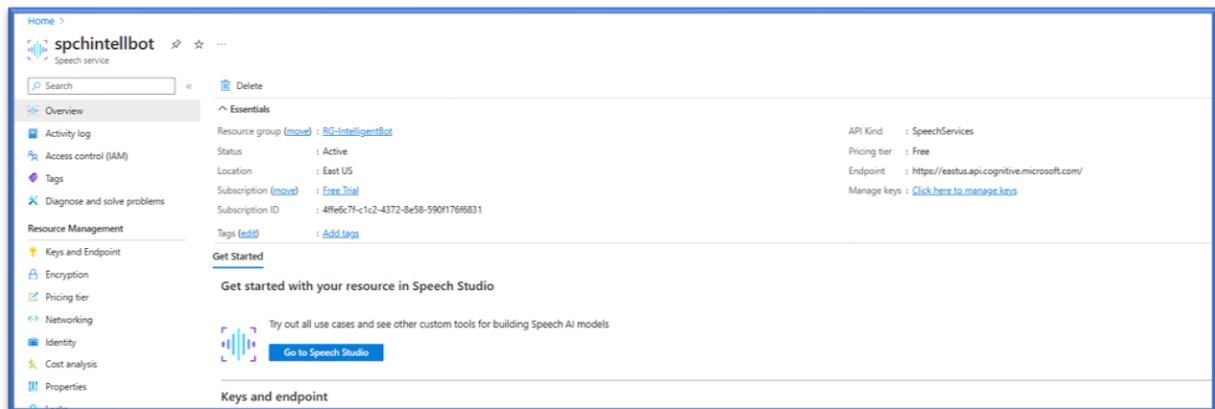 Home >
spchintellbot
Speech service
Search
Overview
Activity log
Access control (IAM)
Tags
Diagnose and solve problems
Resource Management
Keys and Endpoint
Encryption
Pricing tier
Networking
Identity
Cost analysis
Properties
Locks
Delete
Essentials
Resource group (move) : RG-IntelligentBot
Status : Active
Location : East US
Subscription (move) : Free Trial
Subscription ID : 4ffe6c7f-c1c2-4372-8e58-590f176f6831
Tags (edit) : Add tags
API Kind : SpeechServices
Pricing tier : Free
Endpoint : https://eastus.api.cognitive.microsoft.com/
Manage keys : Click here to manage keys
Get Started
Get started with your resource in Speech Studio
Try out all use cases and see other custom tools for building Speech AI models
Go to Speech Studio
Keys and endpoint